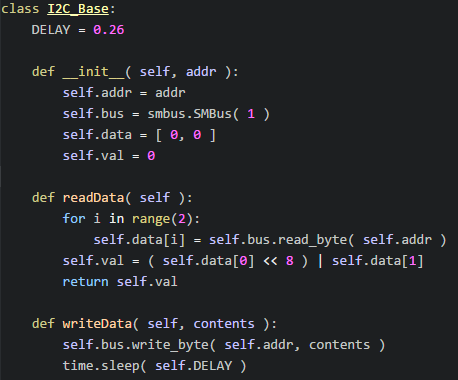 class I2C_Base:
    DELAY = 0.26

    def __init__( self, addr ):
        self.addr = addr
        self.bus = smbus.SMBus( 1 )
        self.data = [ 0, 0 ]
        self.val = 0

    def readData( self ):
        for i in range(2):
            self.data[i] = self.bus.read_byte( self.addr )
        self.val = ( self.data[0] << 8 ) | self.data[1]
        return self.val

    def writeData( self, contents ):
        self.bus.write_byte( self.addr, contents )
        time.sleep( self.DELAY )